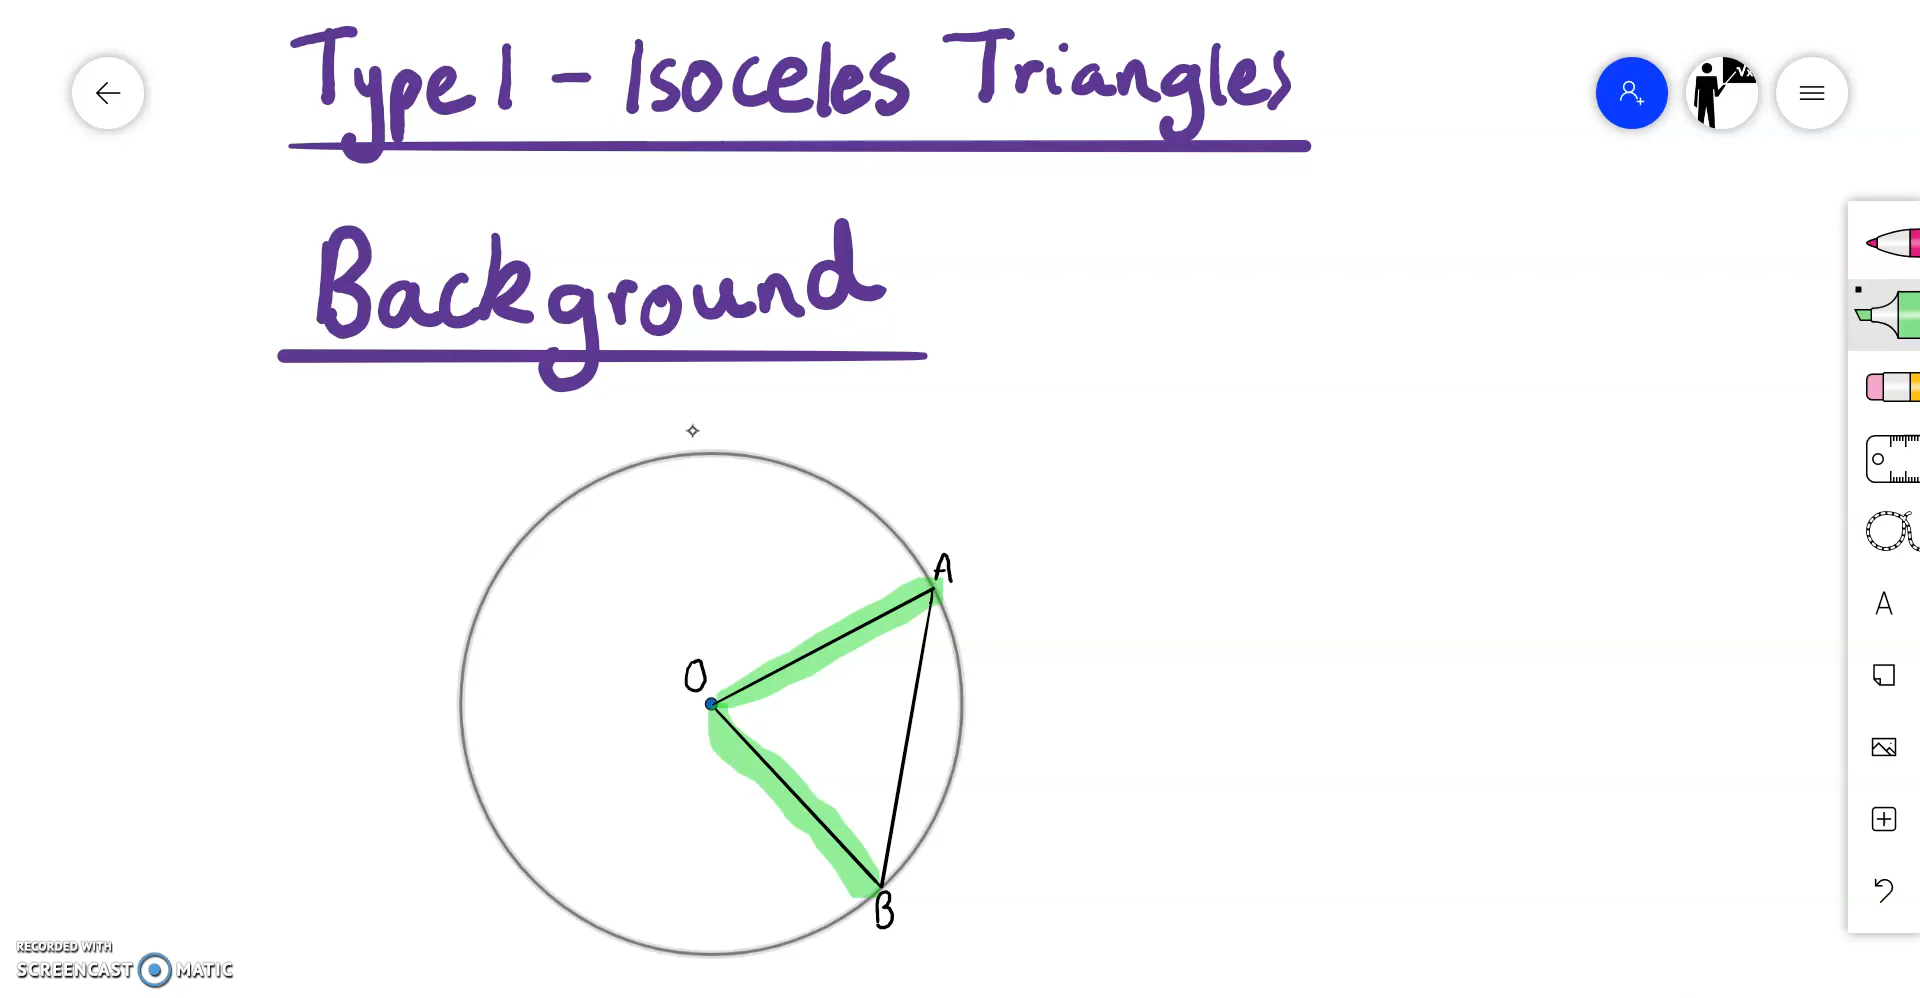 Type 1 - Isoceles Triangles
√x
Background
A
O
B
A
RECORDED WITH
SCREENCAST MATIC